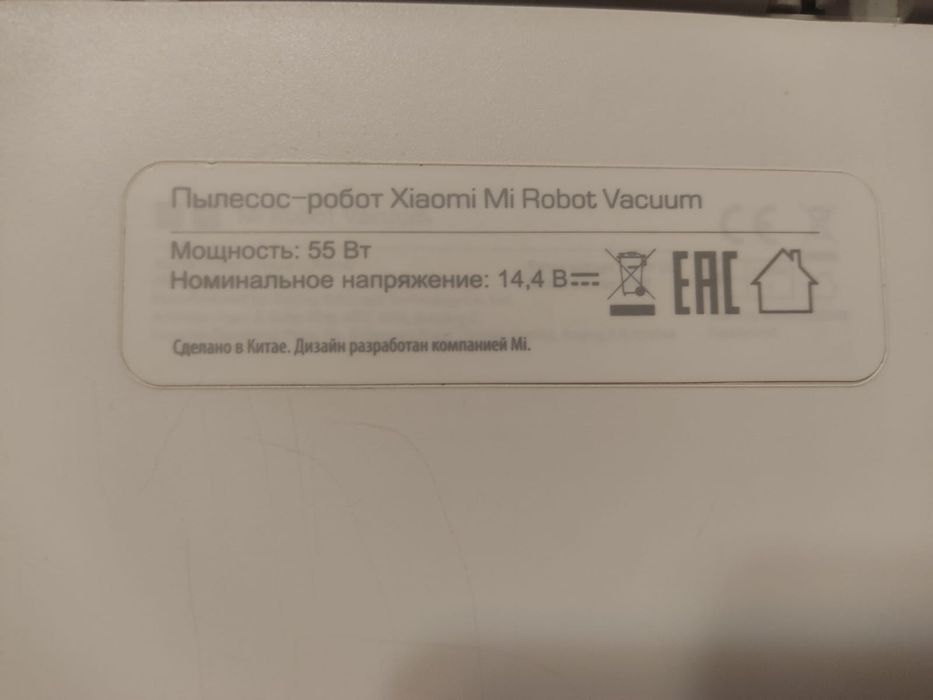 Пылесос-робот Xiaomi Mi Robot Vacuum
Мощность: 55 Вт
Номинальное напряжение: 14,4 В
EAC
Сделано в Китае. Дизайн разработан компанией Mi.